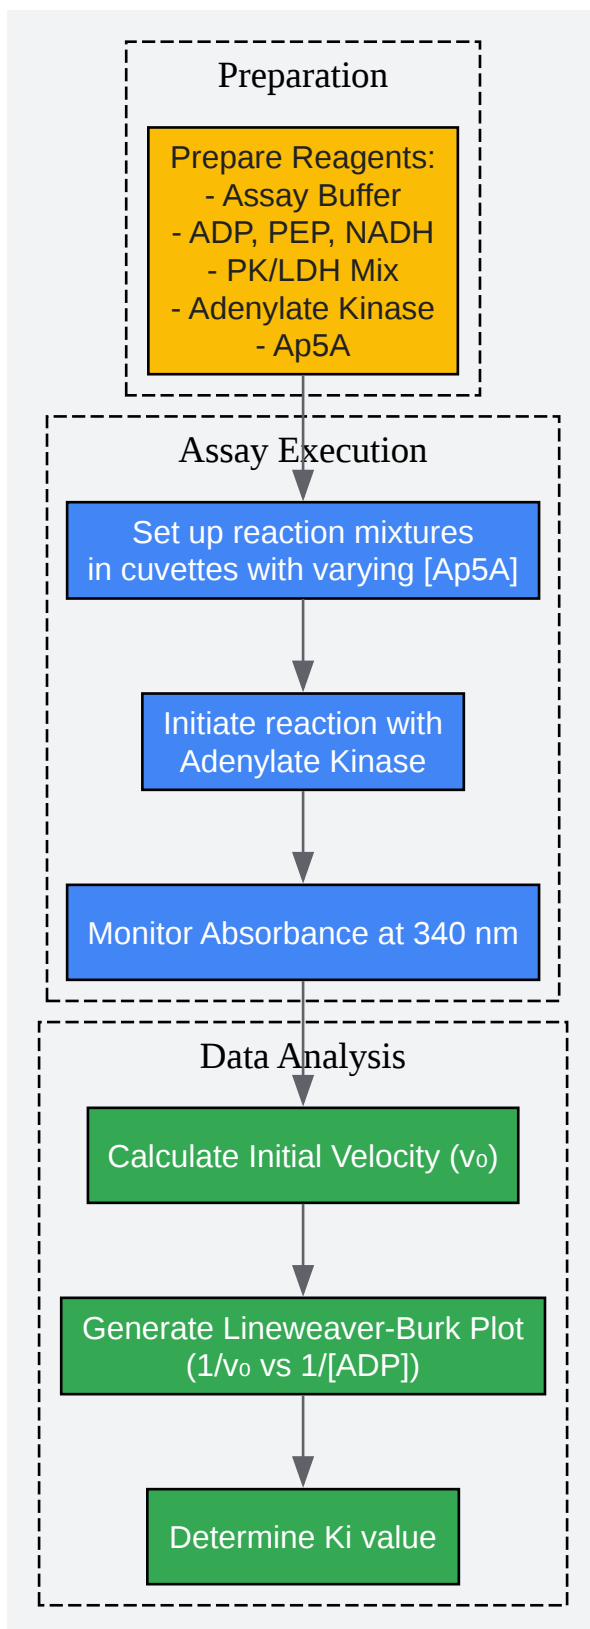 Preparation
Prepare Reagents:
- Assay Buffer
- ADP, PEP, NADH
- PK/LDH Mix
- Adenylate Kinase
- Ap5A
Assay Execution
Set up reaction mixtures
in cuvettes with varying [Ap5A]
Initiate reaction with
Adenylate Kinase
Monitor Absorbance at 340 nm
Data Analysis
Calculate Initial Velocity (v₀)
Generate Lineweaver-Burk Plot
(1/v₀ vs 1/[ADP])
Determine Ki value